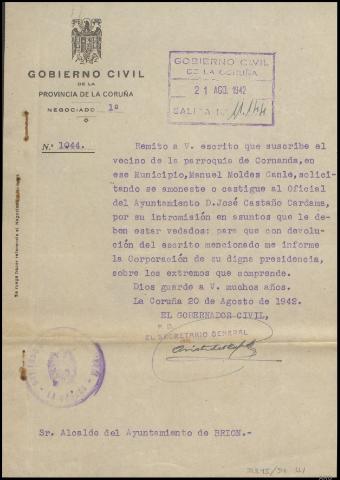 GOBIERNO CIVIL
DE LA
PROVINCIA DE LA CORUÑA
NEGOCIADO 1º
GOBIERNO CIVIL
DE LA CORUÑA
21 AGO. 1942
SALIDA N.º 11.144
N.º 1044.
Remito a V. escrito que suscribe el
vecino de la parroquia de Cornanda, en
ese Municipio, Manuel Moldes Canle, solici-
tando se amoneste o castigue al Oficial
del Ayuntamiento D. José Castaño Cardama,
por su intromisión en asuntos que le de-
ben estar vedados: para que con devolu-
ción del escrito mencionado me informe
la Corporación de su digna presidencia,
sobre los extremos que comprende.
Dios guarde a V. muchos años.
La Coruña 20 de Agosto de 1942.
EL GOBERNADOR CIVIL,
P. D.
EL SECRETARIO GENERAL
Sr. Alcalde del Ayuntamiento de BRION.-